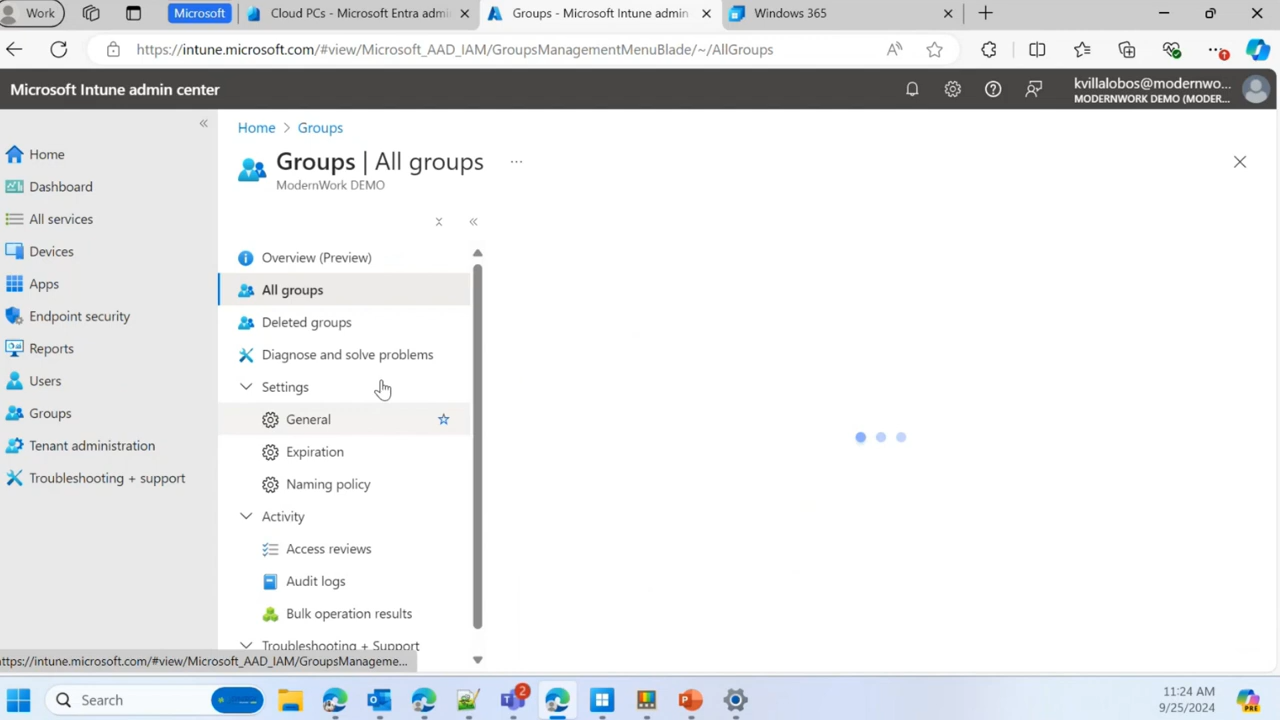 Work
Microsoft
Cloud PCs - Microsoft Entra admi
Groups - Microsoft Intune admin
Windows 365
https://intune.microsoft.com/#view/Microsoft_AAD_IAM/GroupsManagementMenuBlade/~/AllGroups
Microsoft Intune admin center
kvillalobos@modernwo...
MODERNWORK DEMO (MODER...
Home
Dashboard
All services
Devices
Apps
Endpoint security
Reports
Users
Groups
Tenant administration
Troubleshooting + support
Home > Groups
Groups | All groups
ModernWork DEMO
Overview (Preview)
All groups
Deleted groups
Diagnose and solve problems
Settings
General
Expiration
Naming policy
Activity
Access reviews
Audit logs
Bulk operation results
Troubleshooting + Support
https://intune.microsoft.com/#view/Microsoft_AAD_IAM/GroupsManageme...
Search
2
11:24 AM
9/25/2024
PRE